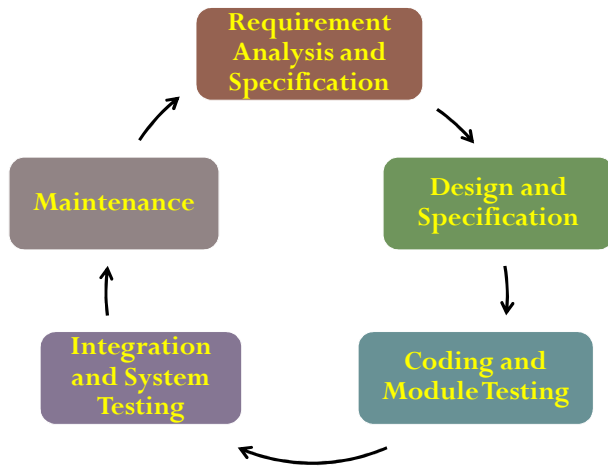 Requirement
Analysis and
Specification
Design and
Specification
Coding and
Module Testing
Integration
and System
Testing
Maintenance